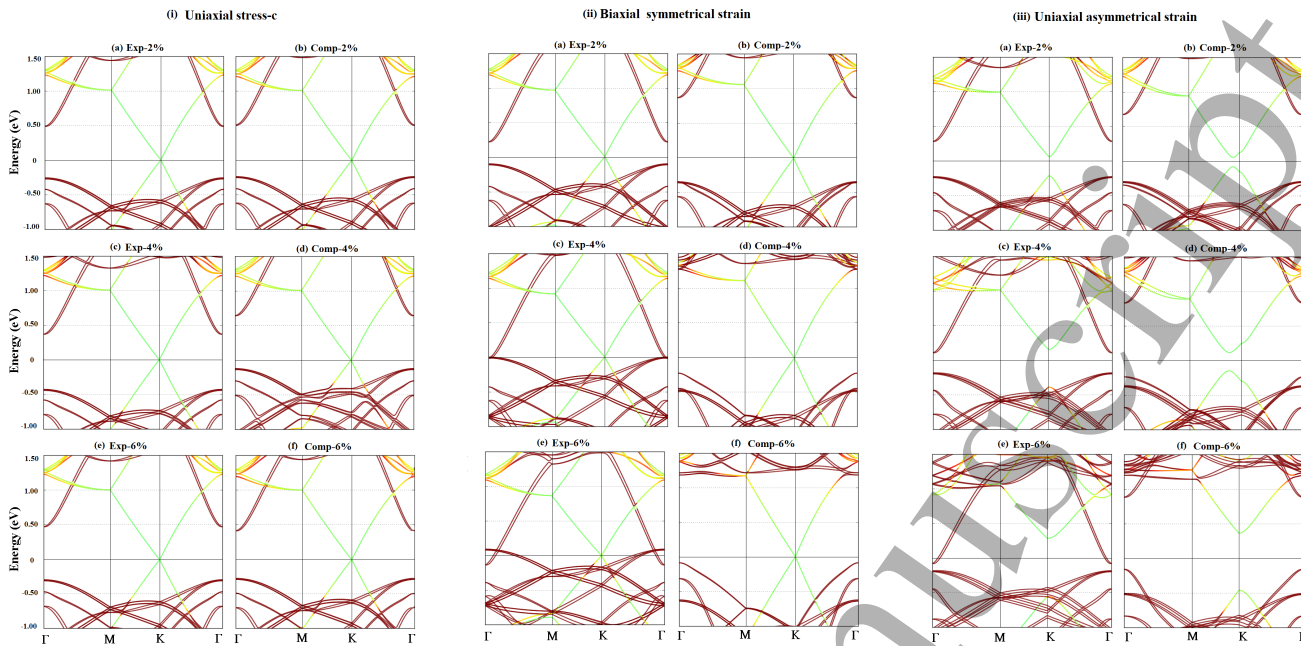 (i) Uniaxial stress-c
(ii) Biaxial symmetrical strain
(iii) Uniaxial asymmetrical strain
(a) Exp-2%
(b) Comp-2%
(a) Exp-2%
(b) Comp-2%
(a) Exp-2%
(b) Comp-2%
Energy (eV)
1.50
1.00
0.50
0
-0.50
-1.00
(c) Exp-4%
(d) Comp-4%
(c) Exp-4%
(d) Comp-4%
(c) Exp-4%
(d) Comp-4%
Energy (eV)
1.50
1.00
0.50
0
-0.50
-1.00
(e) Exp-6%
(f) Comp-6%
(e) Exp-6%
(f) Comp-6%
(e) Exp-6%
(f) Comp-6%
Energy (eV)
1.50
1.00
0.50
0
-0.50
-1.00
Γ M K Γ Γ M K Γ
Γ M K Γ Γ M K Γ
Γ M K Γ Γ M K Γ